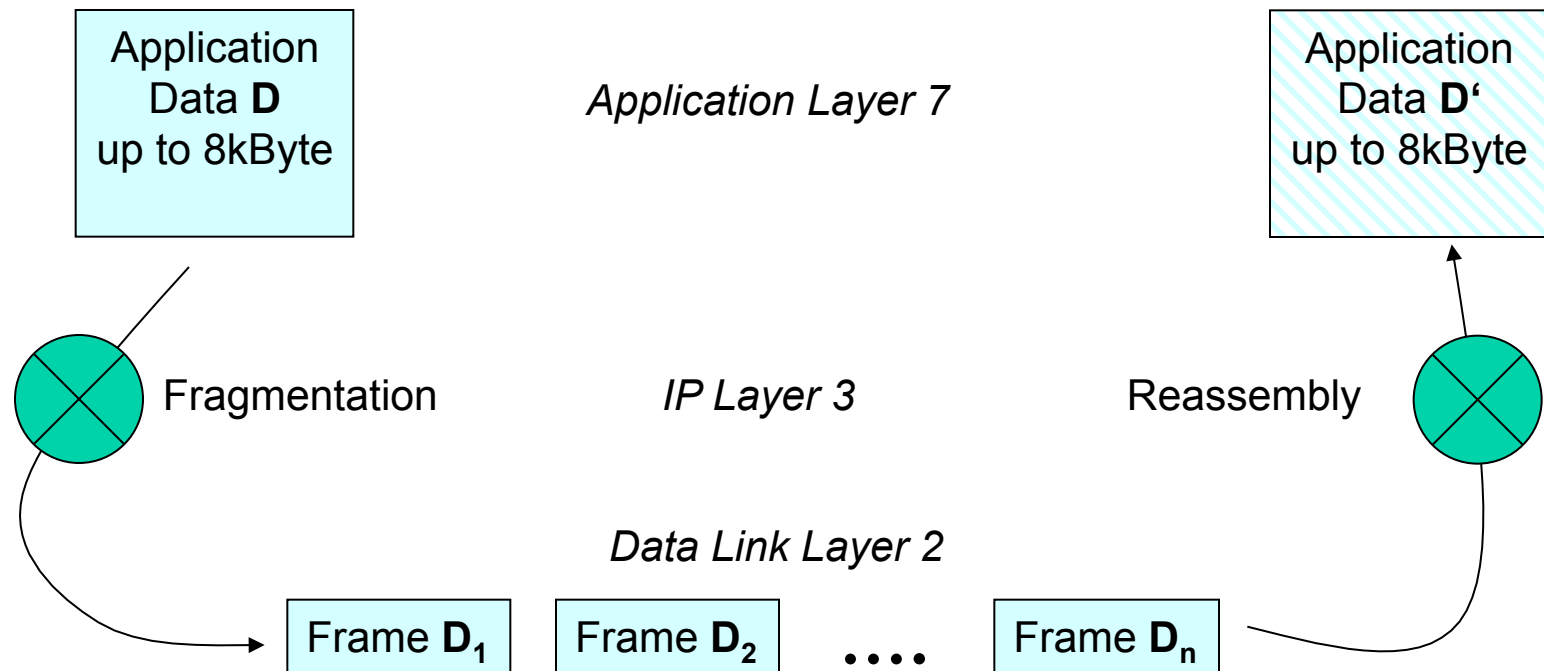 Application
Data D
up to 8kByte
Application Layer 7
Application
Data D‘
up to 8kByte
Fragmentation
IP Layer 3
Reassembly
Data Link Layer 2
Frame D1
Frame D2
....
Frame Dn